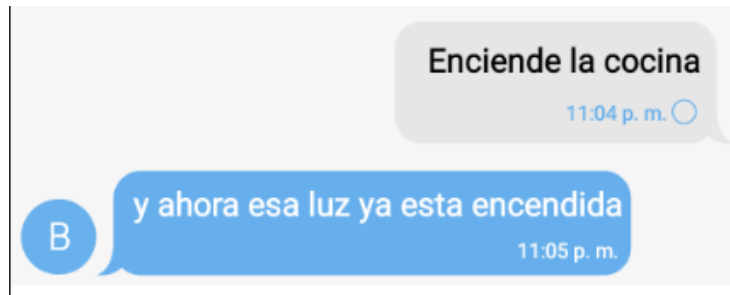 Enciende la cocina
11:04 p. m.
B
y ahora esa luz ya esta encendida
11:05 p. m.